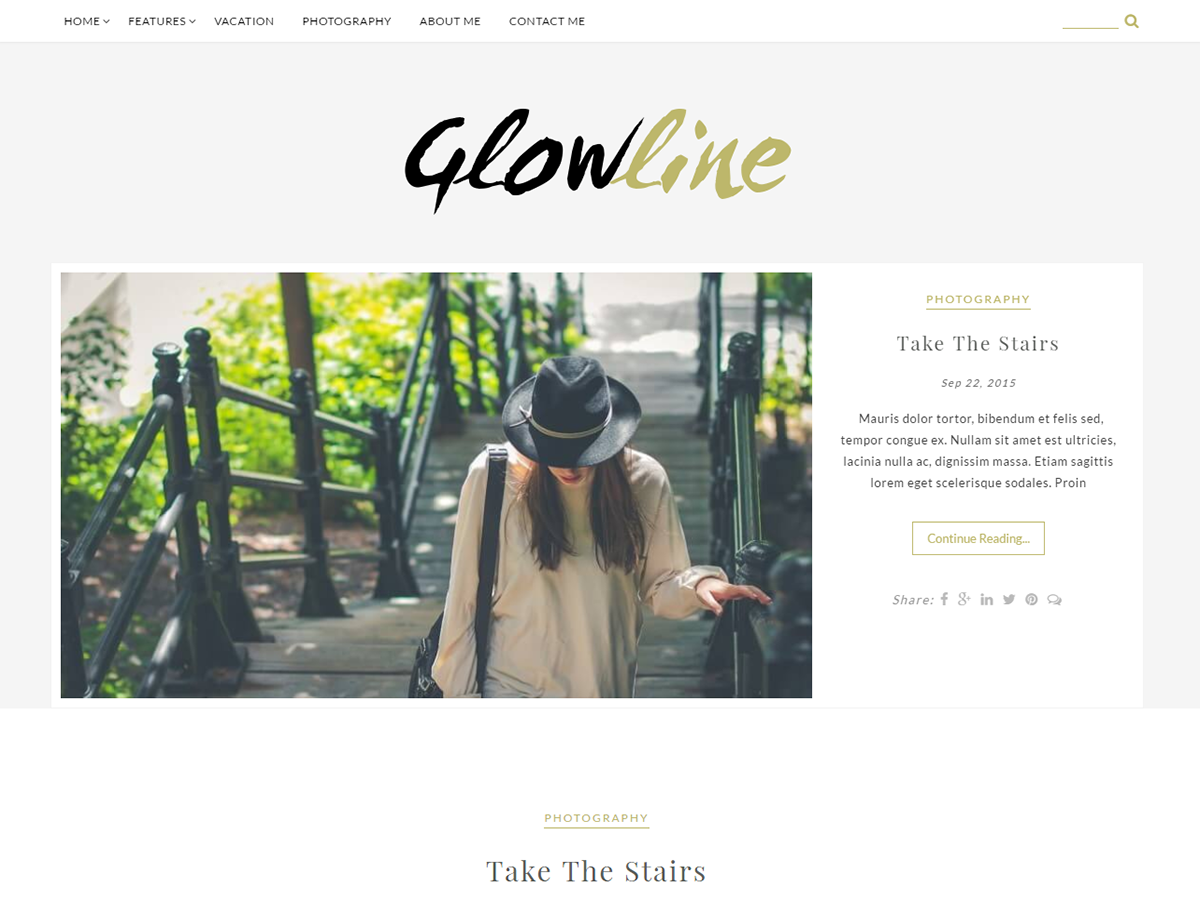 HOME FEATURES VACATION PHOTOGRAPHY ABOUT ME CONTACT ME
Glowline
PHOTOGRAPHY
Take The Stairs
Sep 22, 2015
Mauris dolor tortor, bibendum et felis sed,
tempor congue ex. Nullam sit amet est ultricies,
lacinia nulla ac, dignissim massa. Etiam sagittis
lorem eget scelerisque sodales. Proin
Continue Reading...
Share:
PHOTOGRAPHY
Take The Stairs